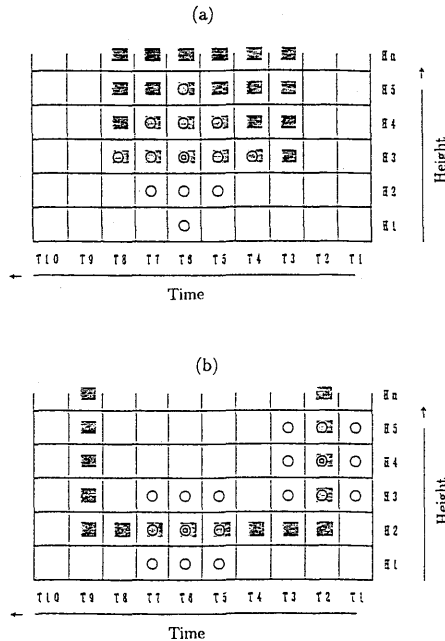 (a)
Hn
H5
H4
H3
H2
H1
Height
T10 T9 T8 T7 T6 T5 T4 T3 T2 T1
Time
(b)
Hn
H5
H4
H3
H2
H1
Height
T10 T9 T8 T7 T6 T5 T4 T3 T2 T1
Time